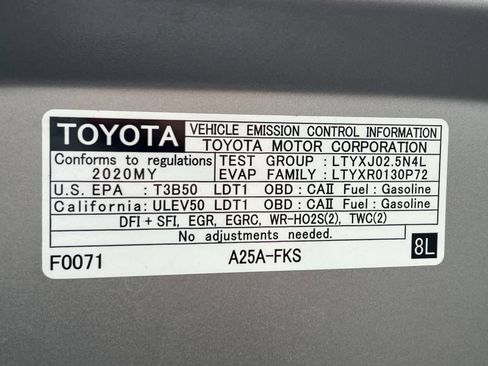 TOYOTA VEHICLE EMISSION CONTROL INFORMATION
TOYOTA MOTOR CORPORATION
Conforms to regulations TEST GROUP : LTYXJ02.5N4L
2020MY EVAP FAMILY : LTYXR0130P72
U.S. EPA : T3B50 LDT1 OBD : CAII Fuel : Gasoline
California: ULEV50 LDT1 : OBD : CAII Fuel : Gasoline
DFI + SFI, EGR, EGRC, WR-HO2S(2), TWC(2)
No adjustments needed.
F0071 A25A-FKS 8L